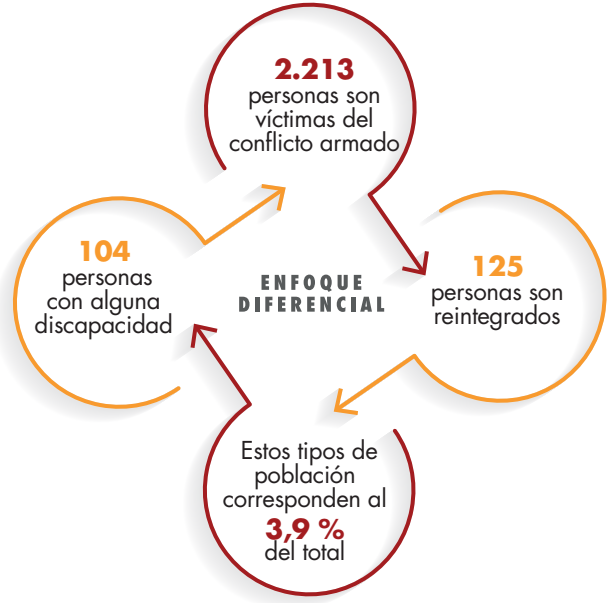 2.213
personas son
víctimas del
conflicto armado
104
personas
con alguna
discapacidad
ENFOQUE
DIFERENCIAL
125
personas son
reintegrados
Estos tipos de
población
corresponden al
3,9 %
del total